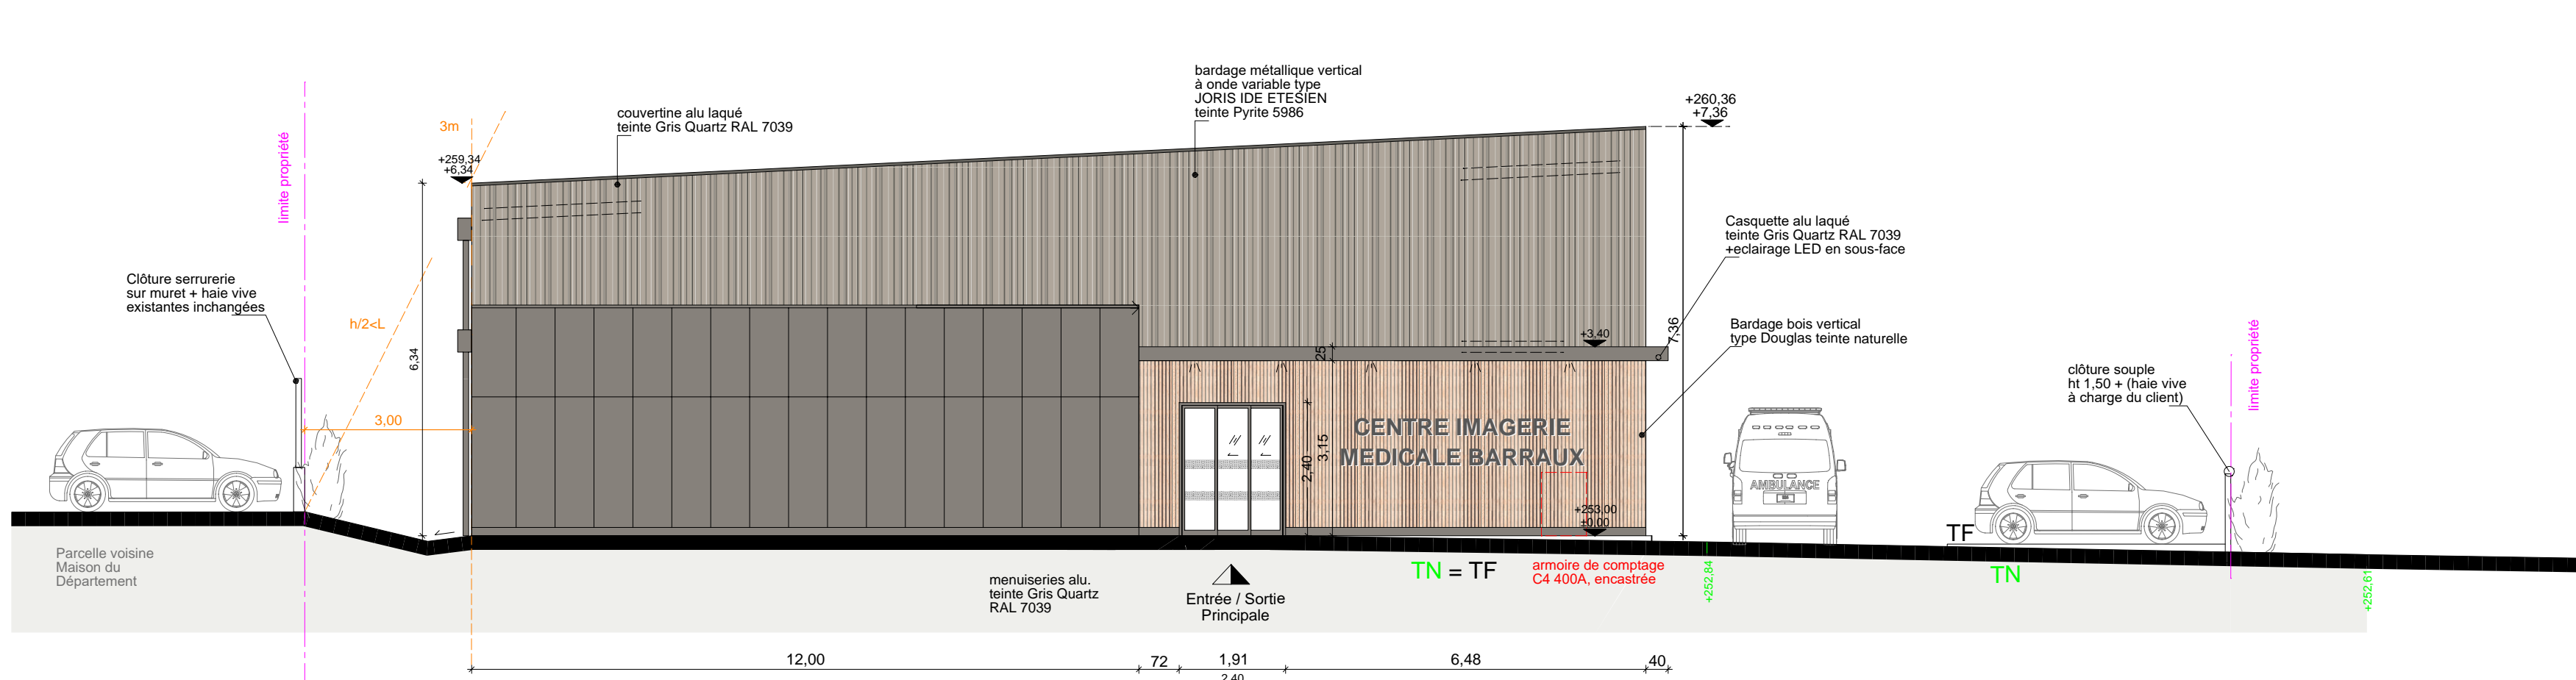 bardage métallique vertical
à onde variable type
JORIS IDE ETESIEN
teinte Pyrite 5986
couvertine alu laqué
teinte Gris Quartz RAL 7039
+260,36
+7,36
3m
limite propriété
+259,34
+6,34
Casquette alu laqué
teinte Gris Quartz RAL 7039
+eclairage LED en sous-face
Clôture serrurerie
sur muret + haie vive
existantes inchangées
h/2<L
6,34
7,36
+3,40
25
Bardage bois vertical
type Douglas teinte naturelle
limite propriété
clôture souple
ht 1,50 + (haie vive
à charge du client)
3,00
CENTRE IMAGERIE
MEDICALE BARRAUX
3,15
2,40
AMBULANCE
+253,00
±0,00
TF
Parcelle voisine
Maison du
Département
menuiseries alu.
teinte Gris Quartz
RAL 7039
Entrée / Sortie
Principale
TN = TF
armoire de comptage
C4 400A, encastrée
+252,84
TN
+252,61
12,00
72
1,91
6,48
40
2,40